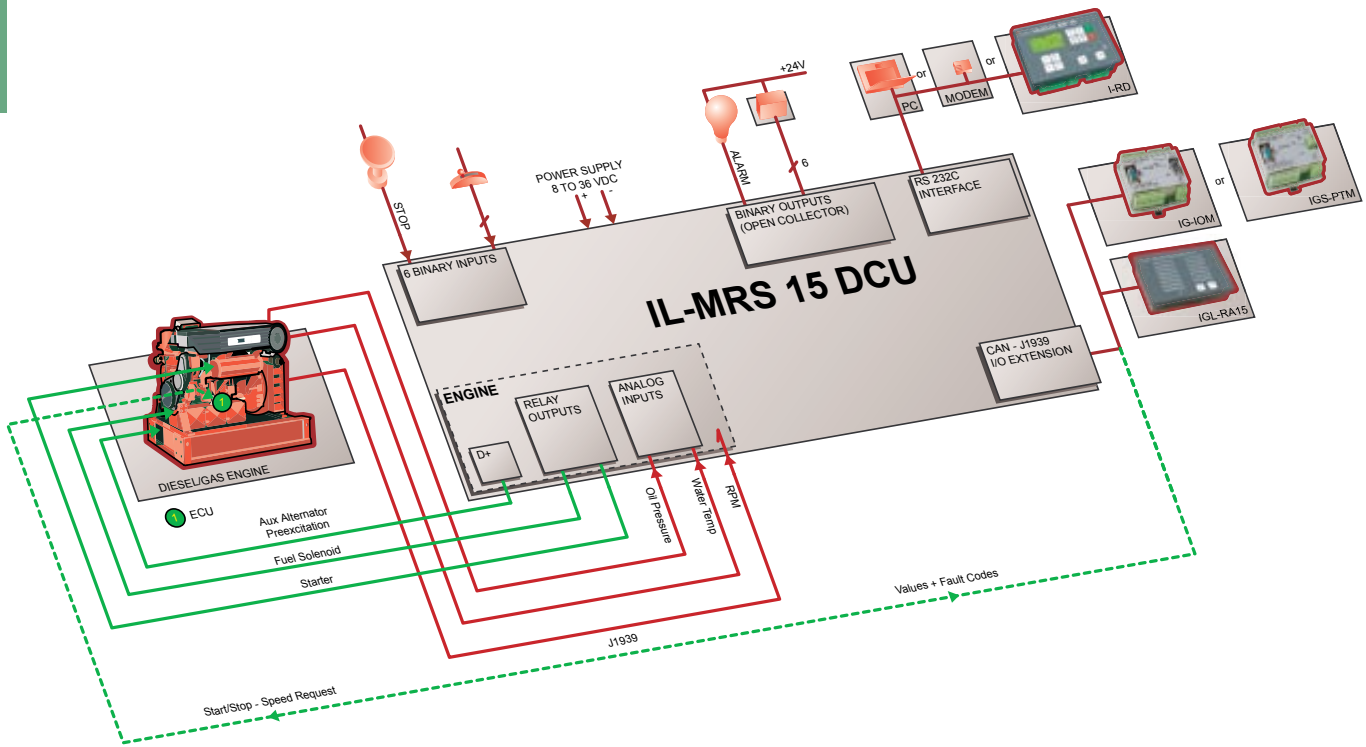 +24V
or
or
PC
MODEM
I-RD
STOP
POWER SUPPLY
8 TO 36 VDC
+
-
ALARM
6
6 BINARY INPUTS
BINARY OUTPUTS
(OPEN COLLECTOR)
RS 232C
INTERFACE
IG-IOM
or
IGS-PTM
IGL-RA15
IL-MRS 15 DCU
CAN - J1939
I/O EXTENSION
ENGINE
D+
RELAY
OUTPUTS
ANALOG
INPUTS
1
DIESEL/GAS ENGINE
1
ECU
Oil Pressure
Water Temp
RPM
Aux Alternator
Preexcitation
Fuel Solenoid
Starter
Values + Fault Codes
J1939
Start/Stop - Speed Request